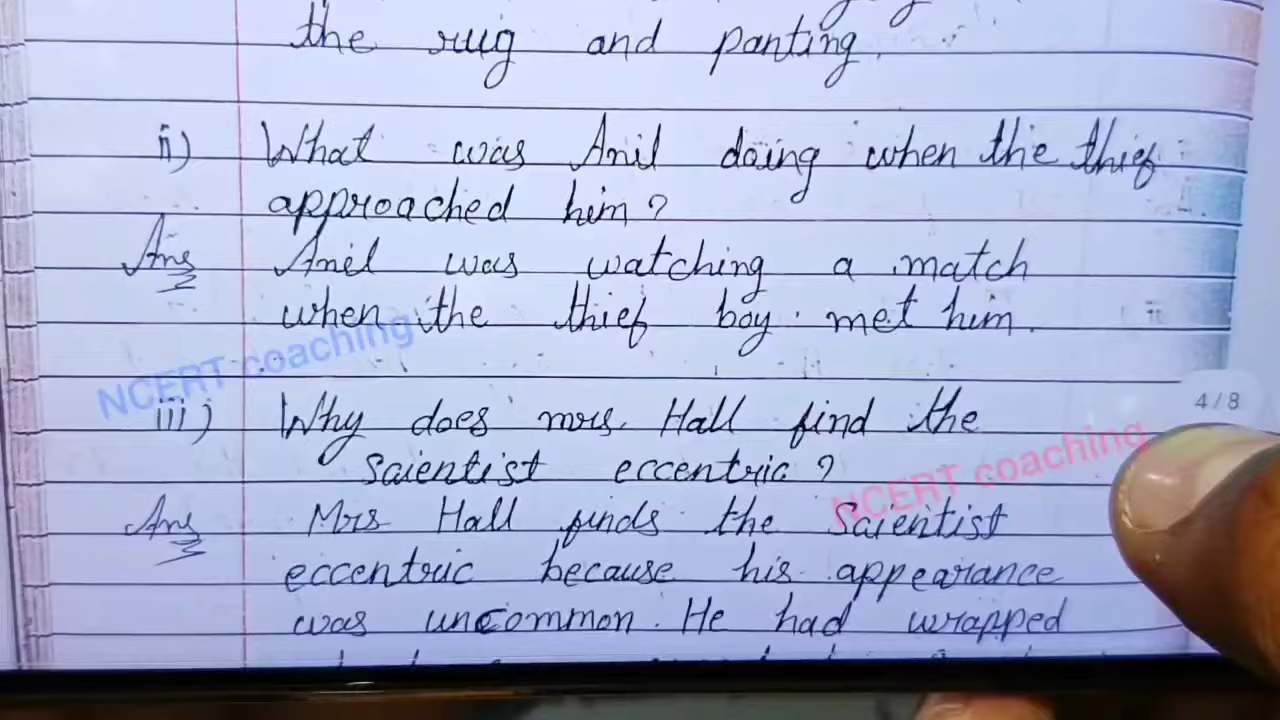 the rug and panting.
ii) What was Anil doing when the thief
approached him?
Ans Anil was watching a match
when the thief boy met him.
NCERT coaching
iii) Why does mrs. Hall find the
Scientist eccentric?
4/8
NCERT coaching
Ans Mrs Hall finds the Scientist
eccentric because his appearance
was uncommon. He had wrapped